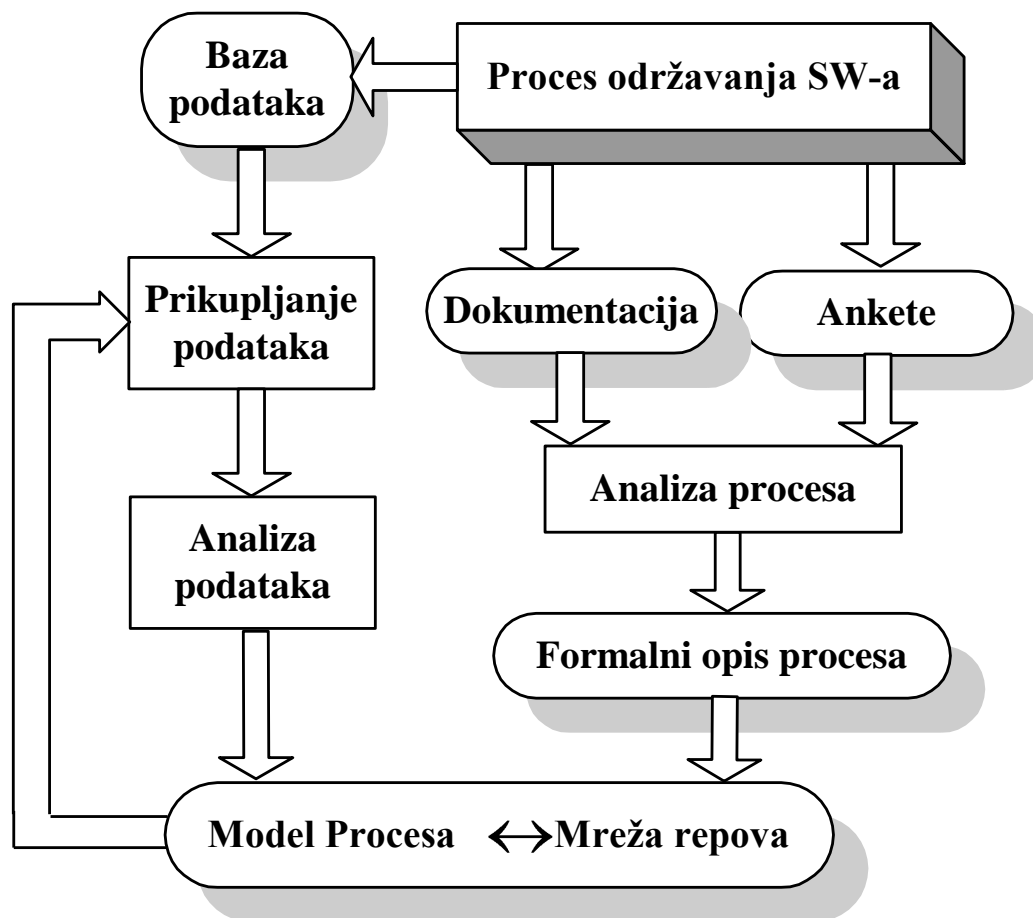 Baza
podataka
Proces održavanja SW-a
Prikupljanje
podataka
Dokumentacija
Ankete
Analiza procesa
Analiza
podataka
Formalni opis procesa
Model Procesa ↔ Mreža repova